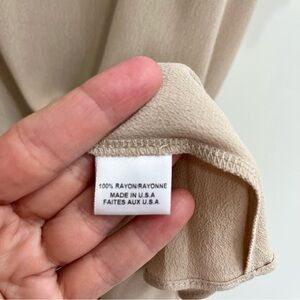 100% RAYON/RAYONNE
MADE IN U.S.A
FAITES AUX U.S.A